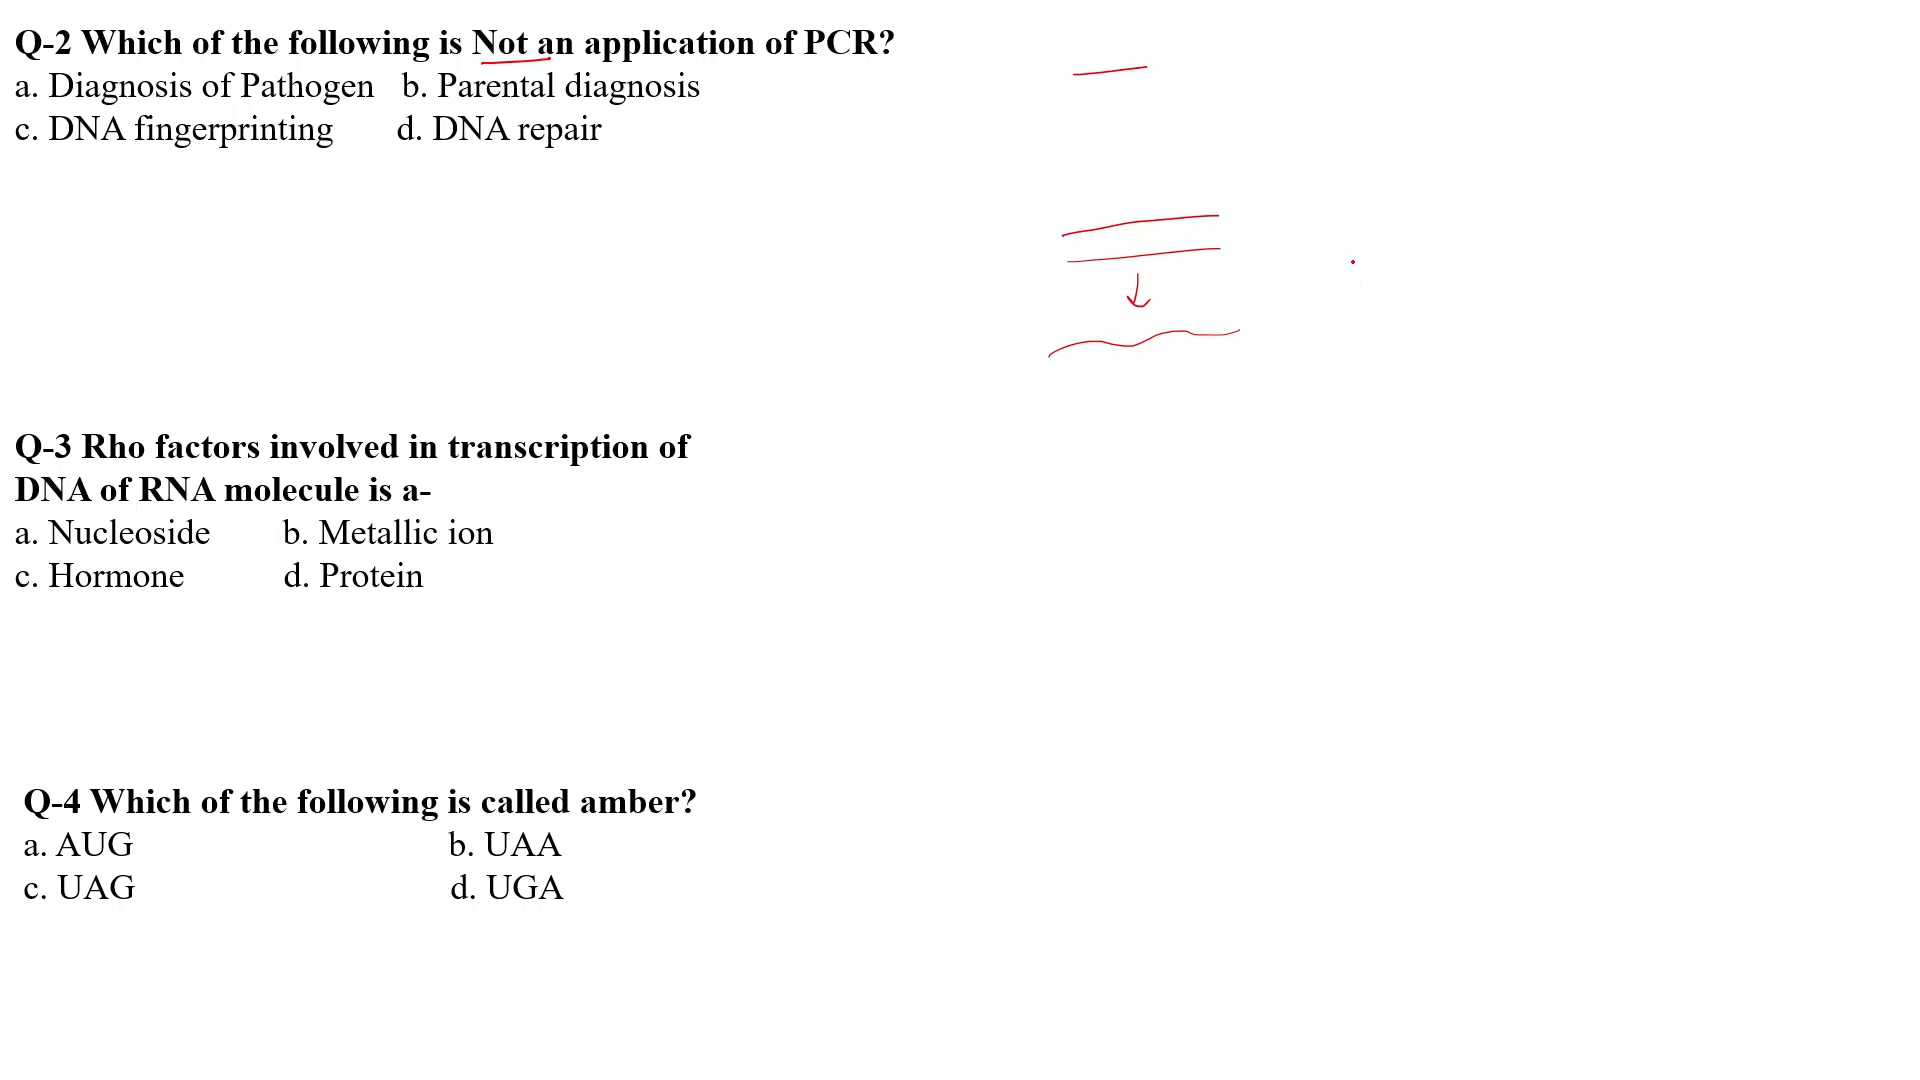 Q-2 Which of the following is Not an application of PCR?
a. Diagnosis of Pathogen b. Parental diagnosis
c. DNA fingerprinting d. DNA repair
Q-3 Rho factors involved in transcription of
DNA of RNA molecule is a-
a. Nucleoside b. Metallic ion
c. Hormone d. Protein
Q-4 Which of the following is called amber?
a. AUG b. UAA
c. UAG d. UGA